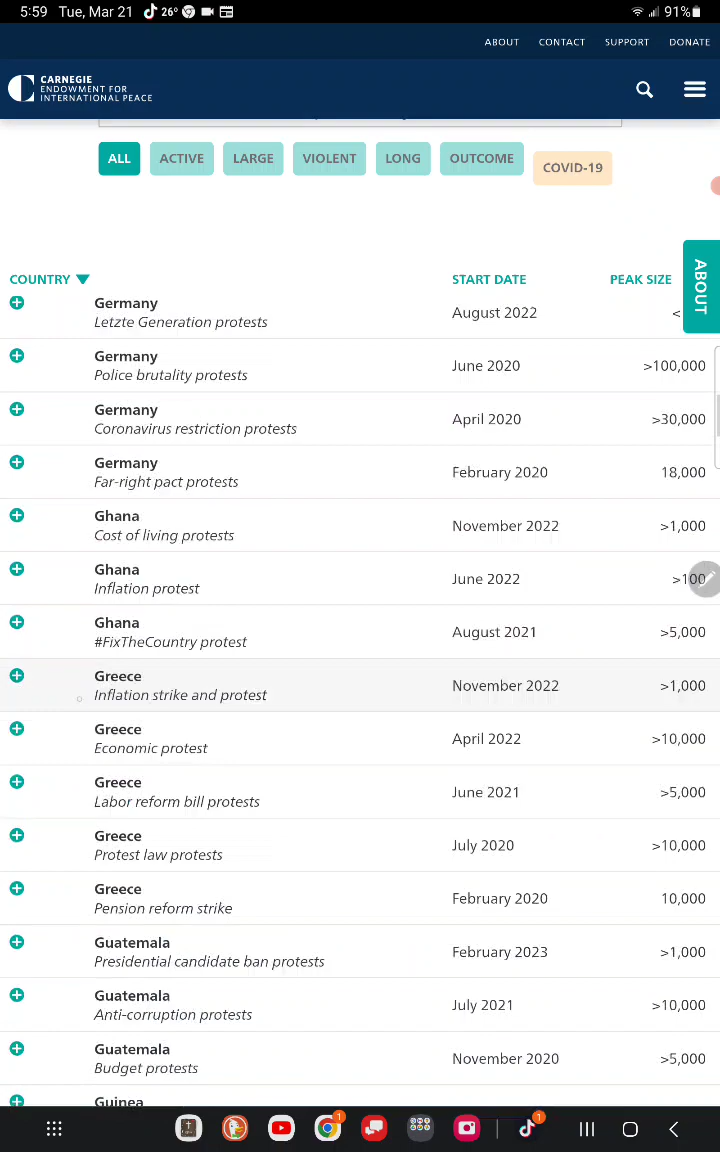 5:59 Tue, Mar 21 26° 91%
ABOUT CONTACT SUPPORT DONATE
CARNEGIE
ENDOWMENT FOR
INTERNATIONAL PEACE
ALL ACTIVE LARGE VIOLENT LONG OUTCOME COVID-19
ABOUT
COUNTRY START DATE PEAK SIZE
Germany
Letzte Generation protests August 2022 <
Germany
Police brutality protests June 2020 >100,000
Germany
Coronavirus restriction protests April 2020 >30,000
Germany
Far-right pact protests February 2020 18,000
Ghana
Cost of living protests November 2022 >1,000
Ghana
Inflation protest June 2022 >100
Ghana
#FixTheCountry protest August 2021 >5,000
Greece
Inflation strike and protest November 2022 >1,000
Greece
Economic protest April 2022 >10,000
Greece
Labor reform bill protests June 2021 >5,000
Greece
Protest law protests July 2020 >10,000
Greece
Pension reform strike February 2020 10,000
Guatemala
Presidential candidate ban protests February 2023 >1,000
Guatemala
Anti-corruption protests July 2021 >10,000
Guatemala
Budget protests November 2020 >5,000
Guinea
1 1